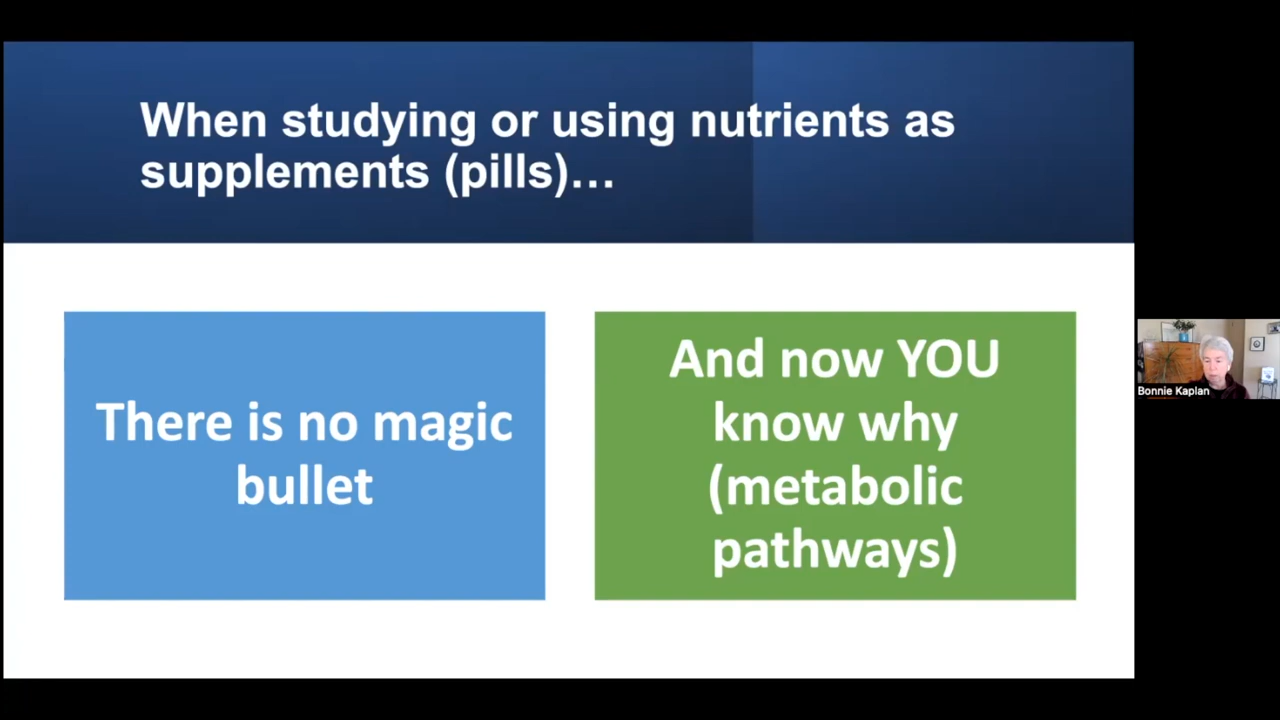 When studying or using nutrients as
supplements (pills)…
There is no magic
bullet
And now YOU
know why
(metabolic
pathways)
Bonnie Kaplan